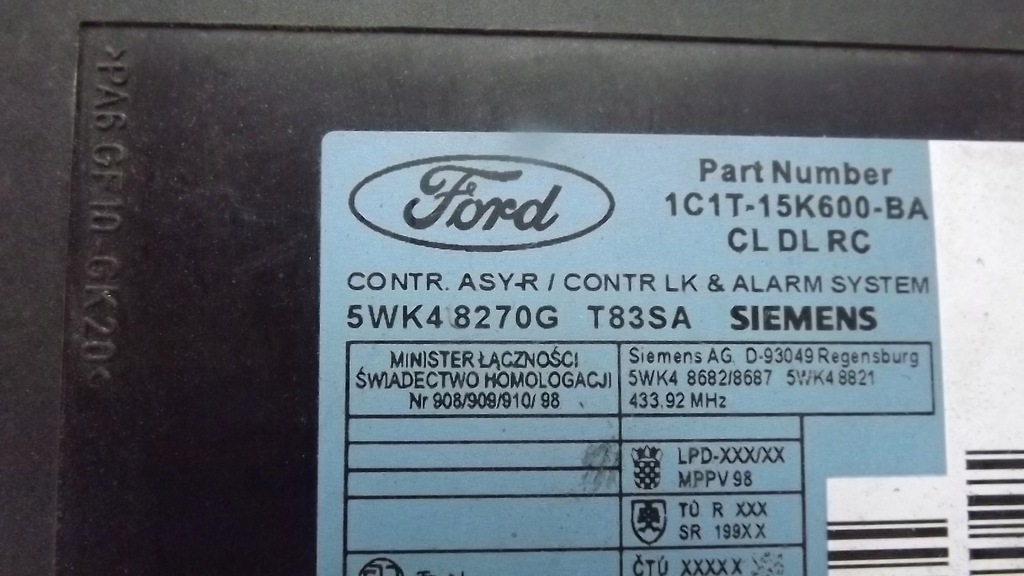 >PA6 GF10-GK20<
Ford
Part Number
1C1T-15K600-BA
CL DL RC
CONTR. ASY-R / CONTR LK & ALARM SYSTEM
5WK4 8270G T83SA SIEMENS
MINISTER ŁĄCZNOŚCI
ŚWIADECTWO HOMOLOGACJI
Nr 908/909/910/98
Siemens AG. D-93049 Regensburg
5WK4 8682/8687 5WK4 8821
433,92 MHz
LPD-XXX/XX
MPPV 98
TÚ R XXX
SR 199XX
ČTÚ XXXXX